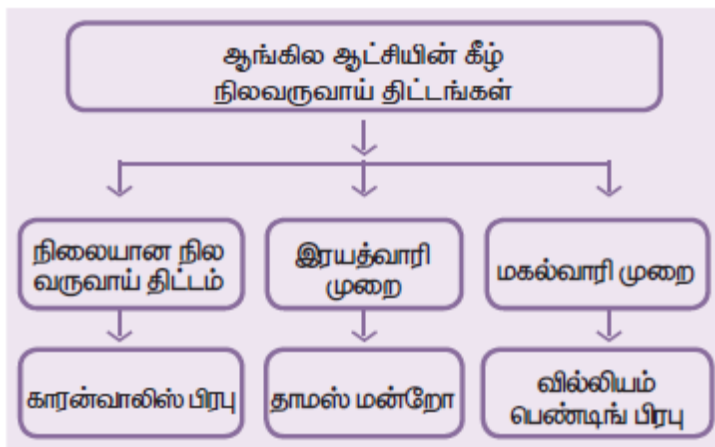 ஆங்கில ஆட்சியின் கீழ்
நிலவருவாய் திட்டங்கள்
நிலையான நில
வருவாய் திட்டம்
இரயத்வாரி
முறை
மகல்வாரி முறை
காரன்வாலிஸ் பிரபு
தாமஸ் மன்றோ
வில்லியம்
பெண்டிங் பிரபு